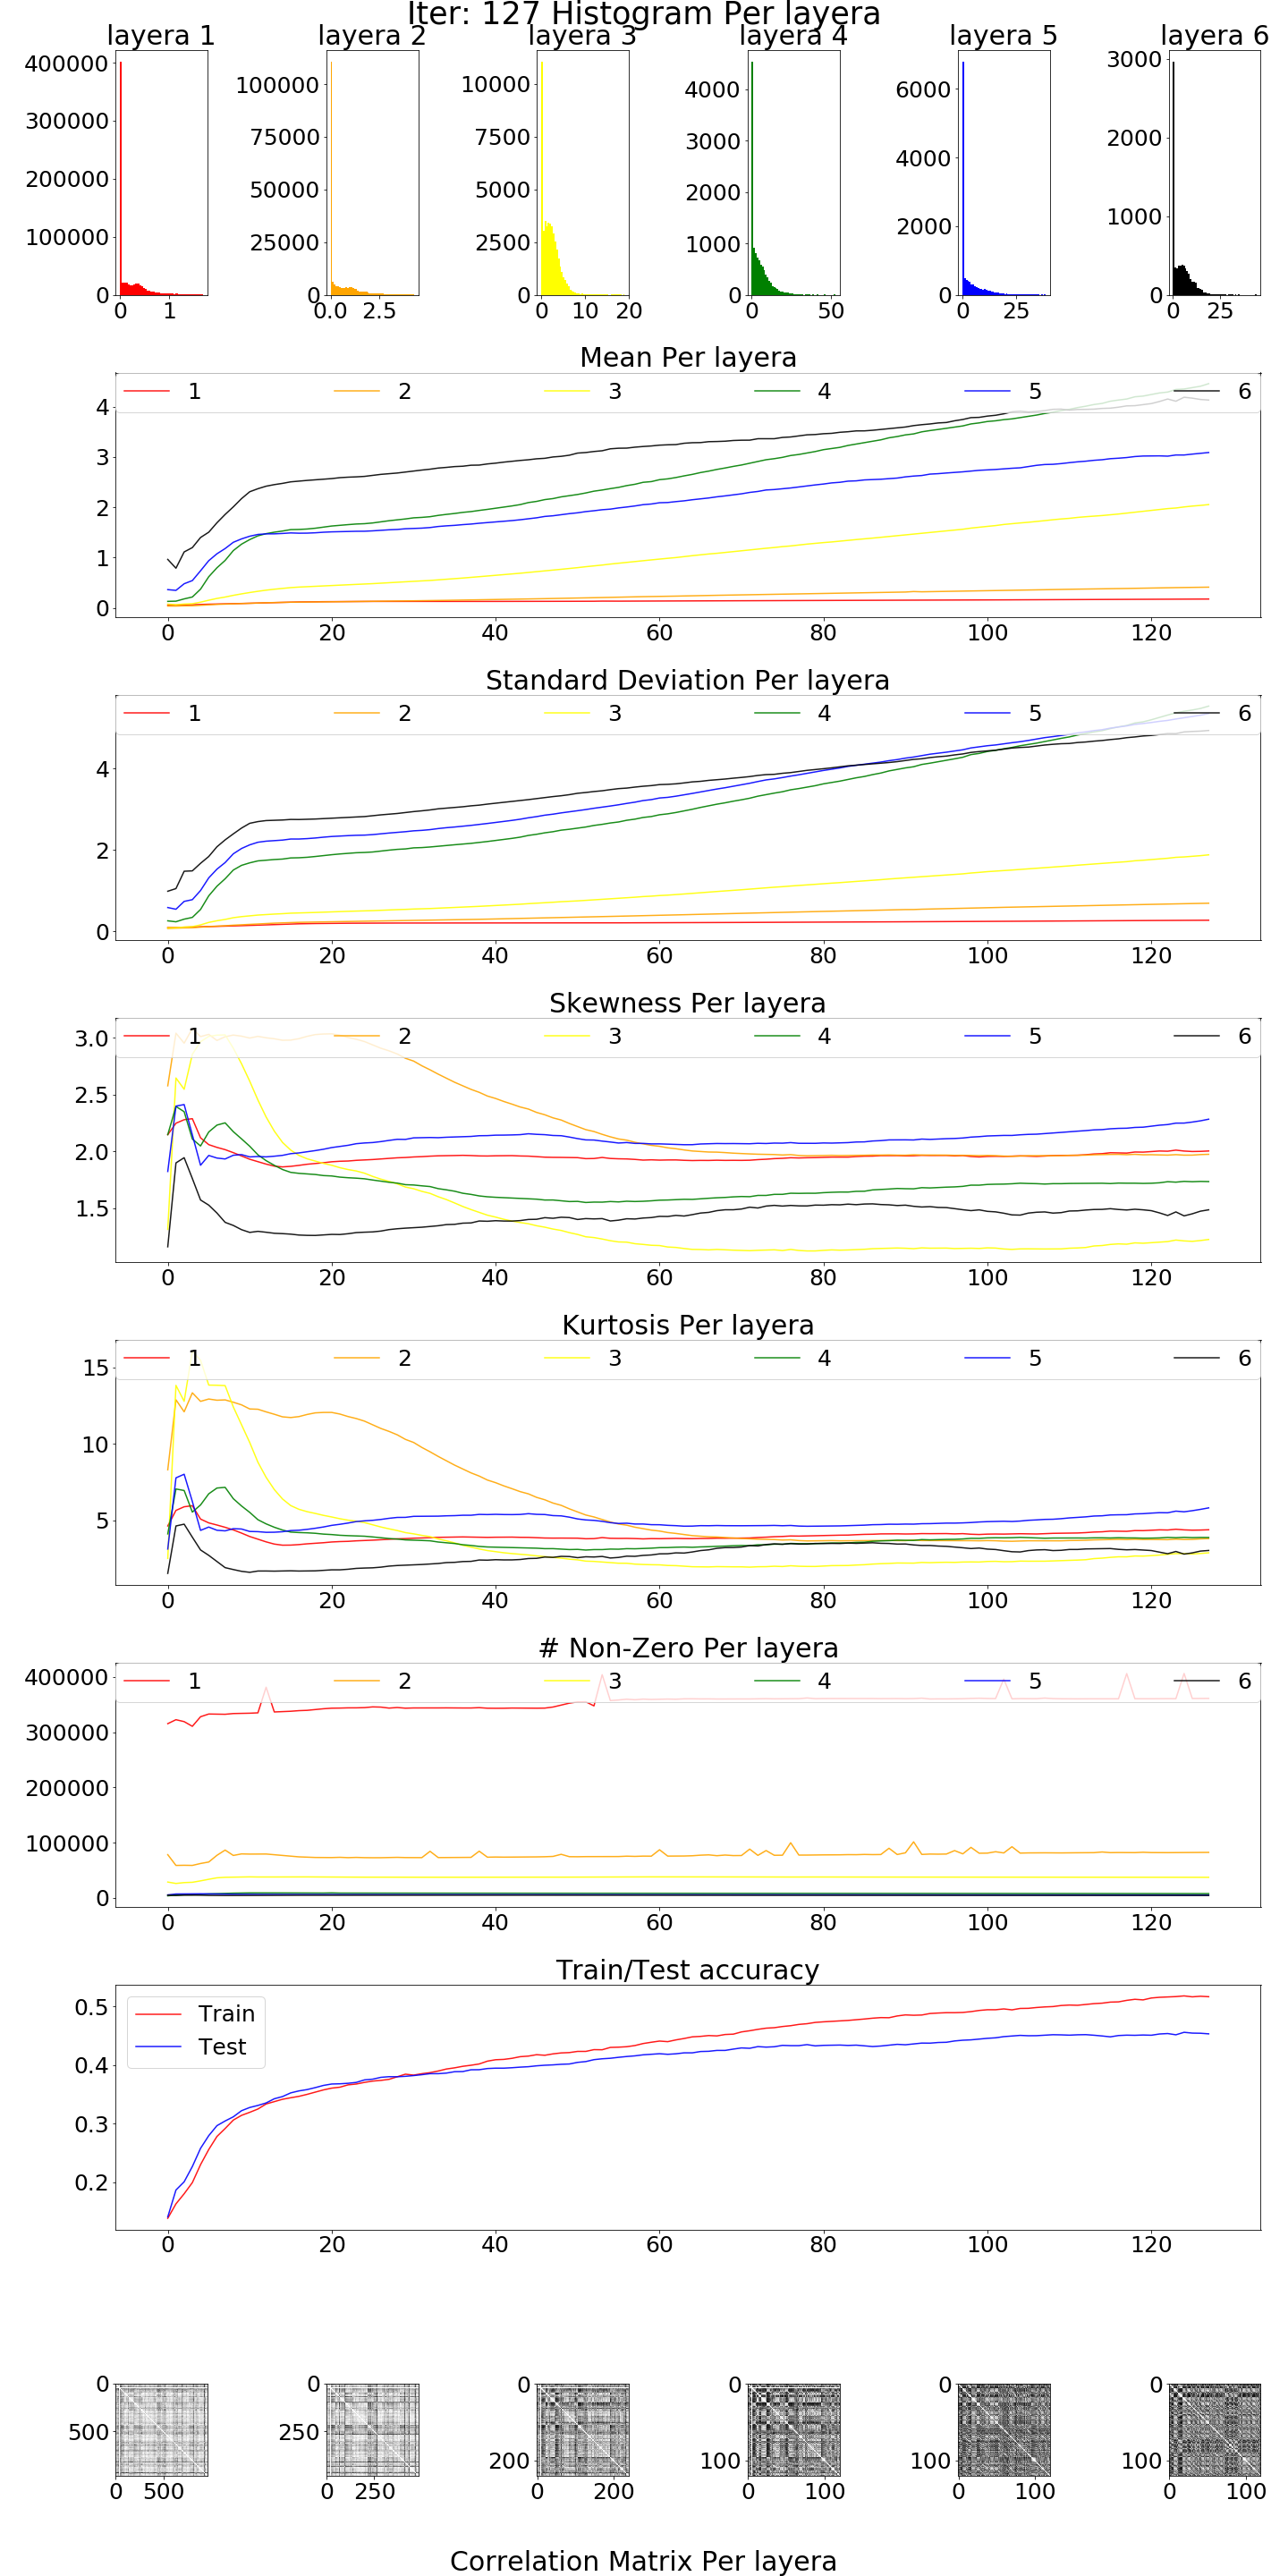 Iter: 127 Histogram Per layera
layera 1 layera 2 layera 3 layera 4 layera 5 layera 6
400000 300000 200000 100000 0
0 1
100000 75000 50000 25000 0
0.0 2.5
10000 7500 5000 2500 0
0 10 20
4000 3000 2000 1000 0
0 50
6000 4000 2000 0
0 25
3000 2000 1000 0
0 25
Mean Per layera
1 2 3 4 5 6
4
3
2
1
0
0 20 40 60 80 100 120
Standard Deviation Per layera
1 2 3 4 5 6
4
2
0
0 20 40 60 80 100 120
Skewness Per layera
1 2 3 4 5 6
3.0
2.5
2.0
1.5
0 20 40 60 80 100 120
Kurtosis Per layera
1 2 3 4 5 6
15
10
5
0 20 40 60 80 100 120
# Non-Zero Per layera
1 2 3 4 5 6
400000
300000
200000
100000
0
0 20 40 60 80 100 120
Train/Test accuracy
Train
Test
0.5
0.4
0.3
0.2
0 20 40 60 80 100 120
0 500
0 500
0 250
0 250
0 200
0 200
0 100
0 100
0 100
0 100
0 100
0 100
Correlation Matrix Per layera